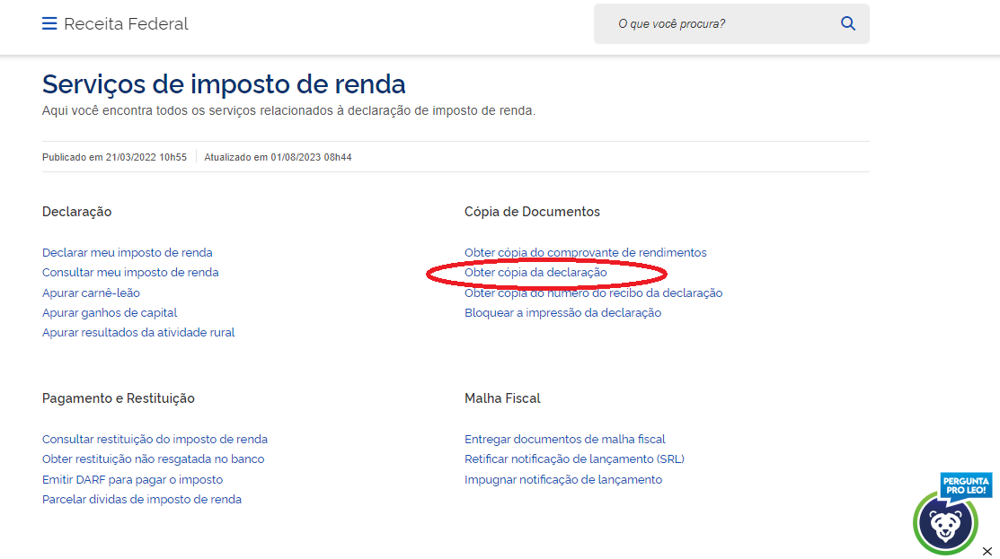 Receita Federal
O que você procura?
Serviços de imposto de renda
Aqui você encontra todos os serviços relacionados à declaração de imposto de renda.
Publicado em 21/03/2022 10h55
Atualizado em 01/08/2023 08h44
Declaração
Declarar meu imposto de renda
Consultar meu imposto de renda
Apurar carnê-leão
Apurar ganhos de capital
Apurar resultados da atividade rural
Cópia de Documentos
Obter cópia do comprovante de rendimentos
Obter cópia da declaração
Obter cópia do número do recibo da declaração
Bloquear a impressão da declaração
Pagamento e Restituição
Consultar restituição do imposto de renda
Obter restituição não resgatada no banco
Emitir DARF para pagar o imposto
Parcelar dívidas de imposto de renda
Malha Fiscal
Entregar documentos de malha fiscal
Retificar notificação de lançamento (SRL)
Impugnar notificação de lançamento
PERGUNTA
PRO LEO!